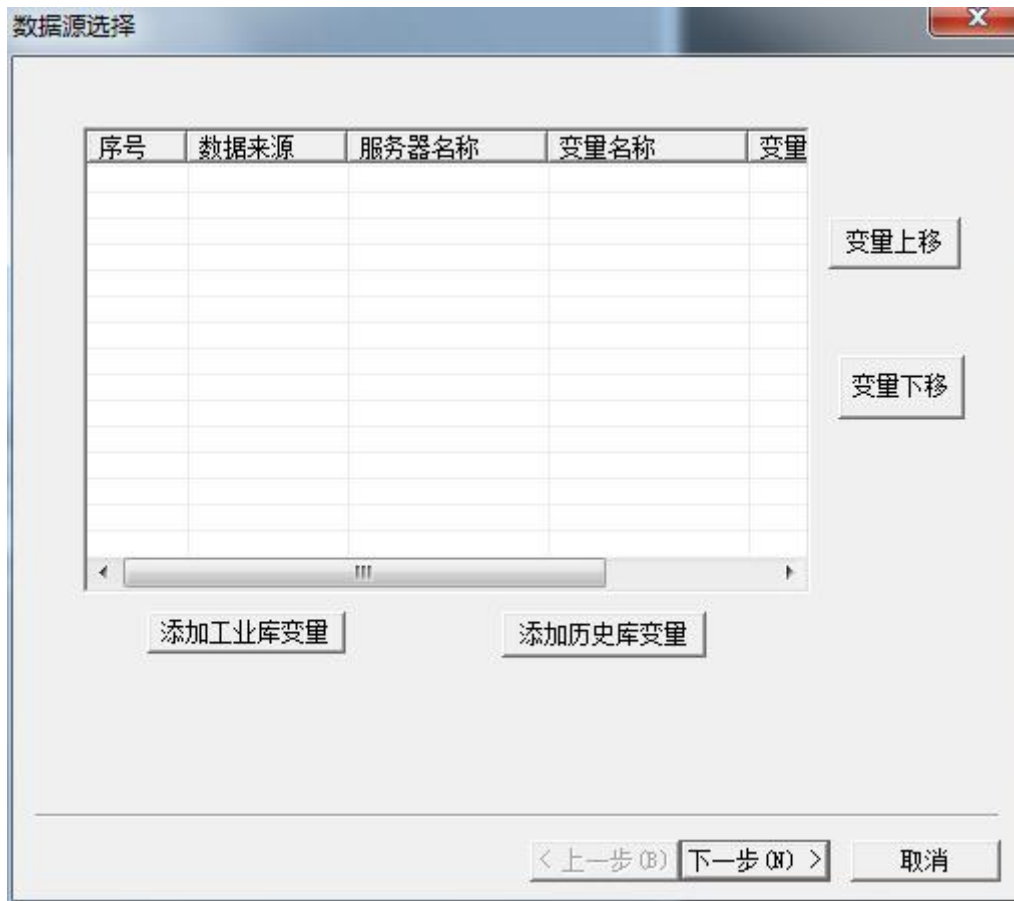 数据源选择
序号 数据来源 服务器名称 变量名称 变量
变量上移
变量下移
添加工业库变量 添加历史库变量
< 上一步(B) 下一步(N) > 取消